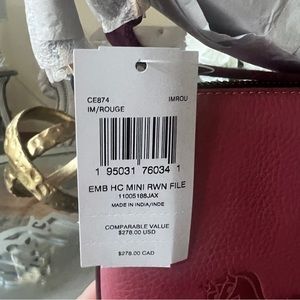 CE874 IMROU
IM/ROUGE
1 95031 76034 1
EMB HC MINI RWN FILE
11005188JAX
MADE IN INDIA/INDE
COMPARABLE VALUE
$278.00 USD
$278.00 CAD